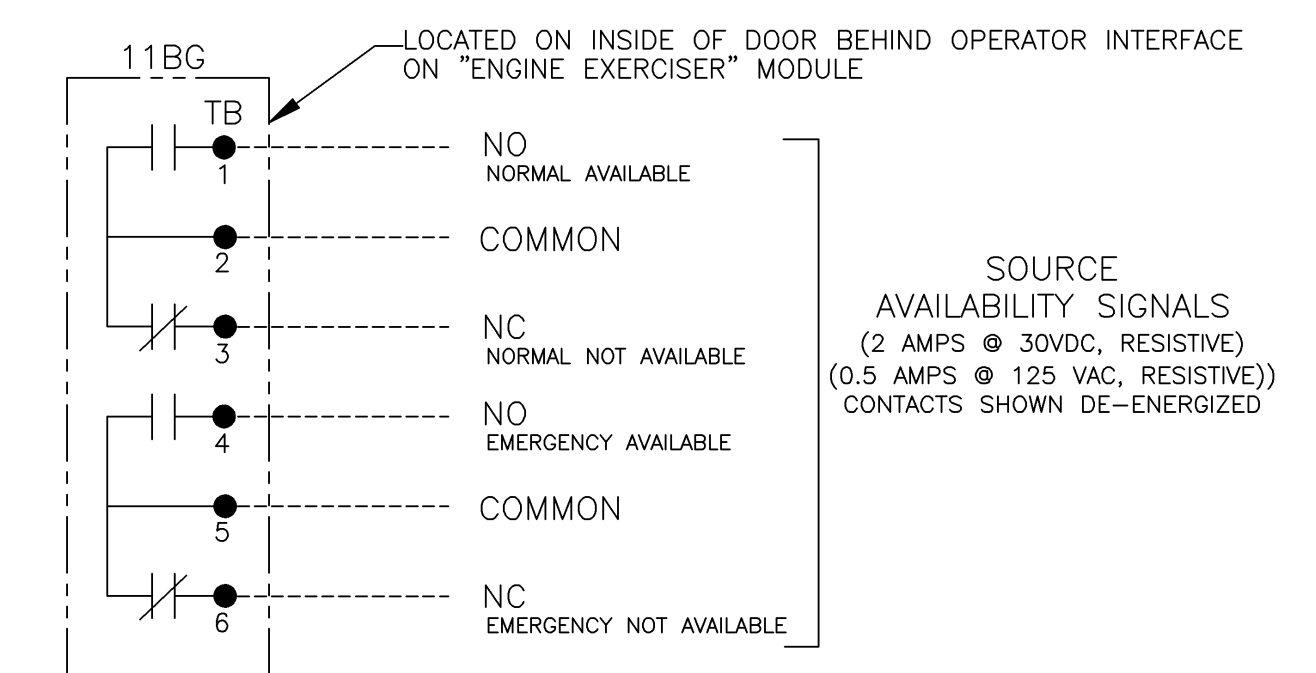 11BG
LOCATED ON INSIDE OF DOOR BEHIND OPERATOR INTERFACE
ON "ENGINE EXERCISER" MODULE
TB
1
NO
NORMAL AVAILABLE
2
COMMON
3
NC
NORMAL NOT AVAILABLE
4
NO
EMERGENCY AVAILABLE
5
COMMON
6
NC
EMERGENCY NOT AVAILABLE
SOURCE
AVAILABILITY SIGNALS
(2 AMPS @ 30VDC, RESISTIVE)
(0.5 AMPS @ 125 VAC, RESISTIVE))
CONTACTS SHOWN DE-ENERGIZED